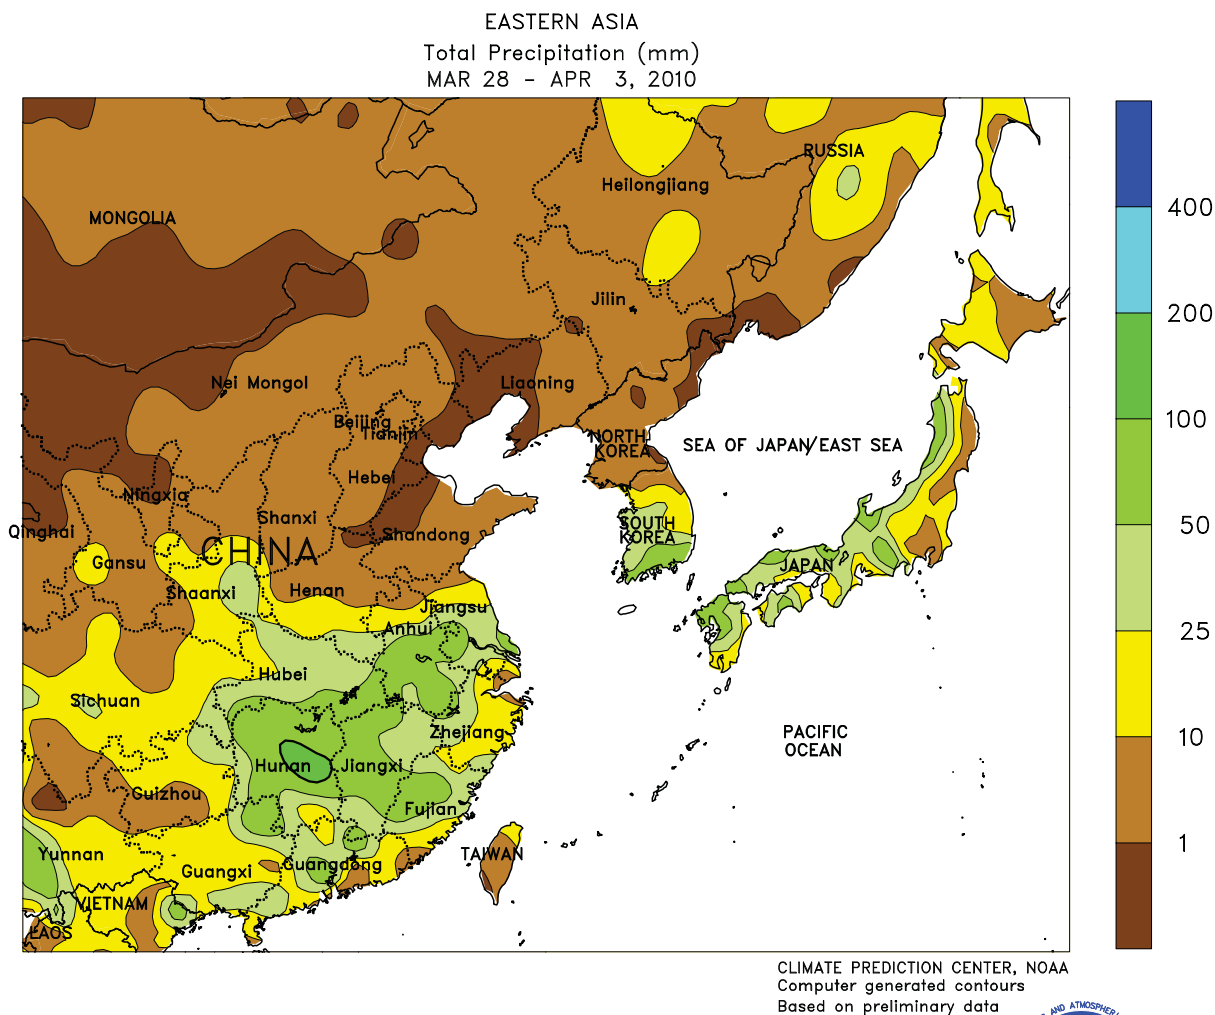 EASTERN ASIA
Total Precipitation (mm)
MAR 28 - APR 3, 2010
RUSSIA
Heilongjiang
MONGOLIA
400
Jilin
200
Nei Mongol
Liaoning
100
Beijing
Tianjin
NORTH
KOREA
SEA OF JAPAN/EAST SEA
Hebei
Ningxia
Shanxi
Qinghai
Shandong
SOUTH
KOREA
50
CHINA
Gansu
JAPAN
Shaanxi
Henan
Jiangsu
Anhui
25
Hubei
Sichuan
Zhejiang
PACIFIC
OCEAN
10
Hunan
Jiangxi
Guizhou
Fujian
1
Yunnan
Guangxi
Guangdong
TAIWAN
VIETNAM
LAOS
CLIMATE PREDICTION CENTER, NOAA
Computer generated contours
Based on preliminary data
AND ATMOSPHERI